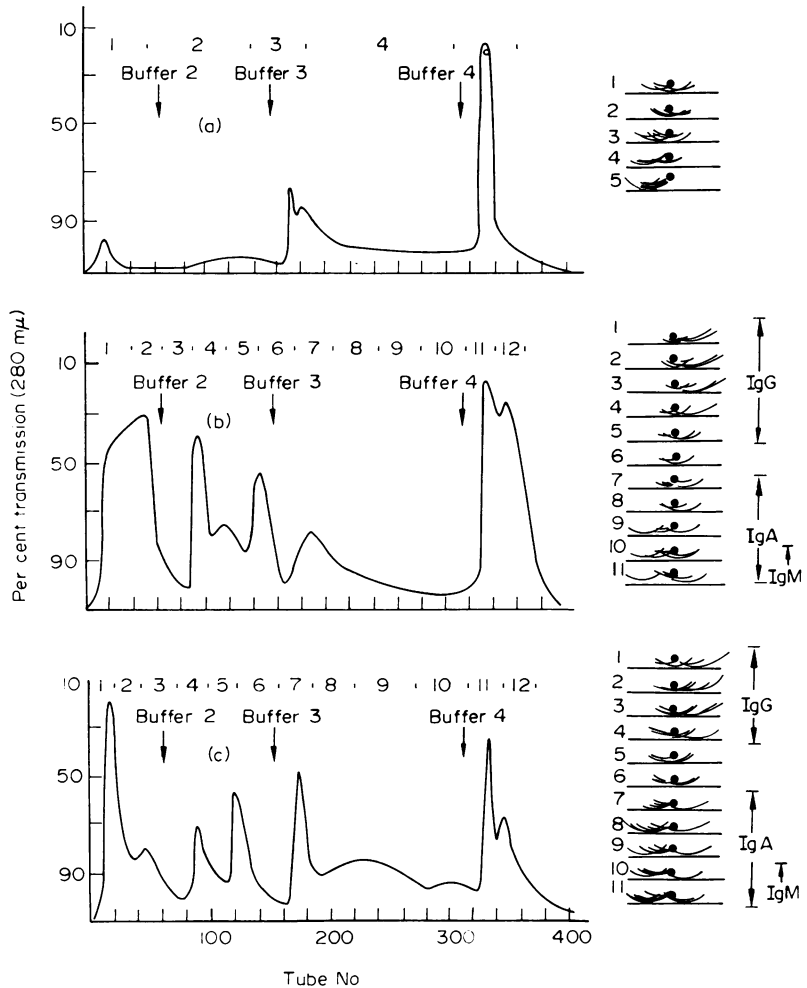 10
50
90
1 2 3 4
Buffer 2 Buffer 3 Buffer 4
(a)
1
2
3
4
5
Per cent transmission (280 mμ)
10
50
90
1 2 3 4 5 6 7 8 9 10 11 12
Buffer 2 Buffer 3 Buffer 4
(b)
1
2
3
4
5
6
7
8
9
10
11
IgG
IgA
IgM
10
50
90
1 2 3 4 5 6 7 8 9 10 11 12
Buffer 2 Buffer 3 Buffer 4
(c)
1
2
3
4
5
6
7
8
9
10
11
IgG
IgA
IgM
100 200 300 400
Tube No